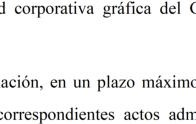 d corporativa gráfica del C
ación, en un plazo máximo
correspondientes actos adm